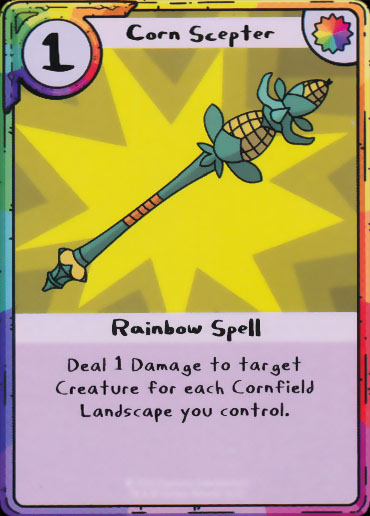 1
Corn Scepter
Rainbow Spell
Deal 1 Damage to target
Creature for each Cornfield
Landscape you control.